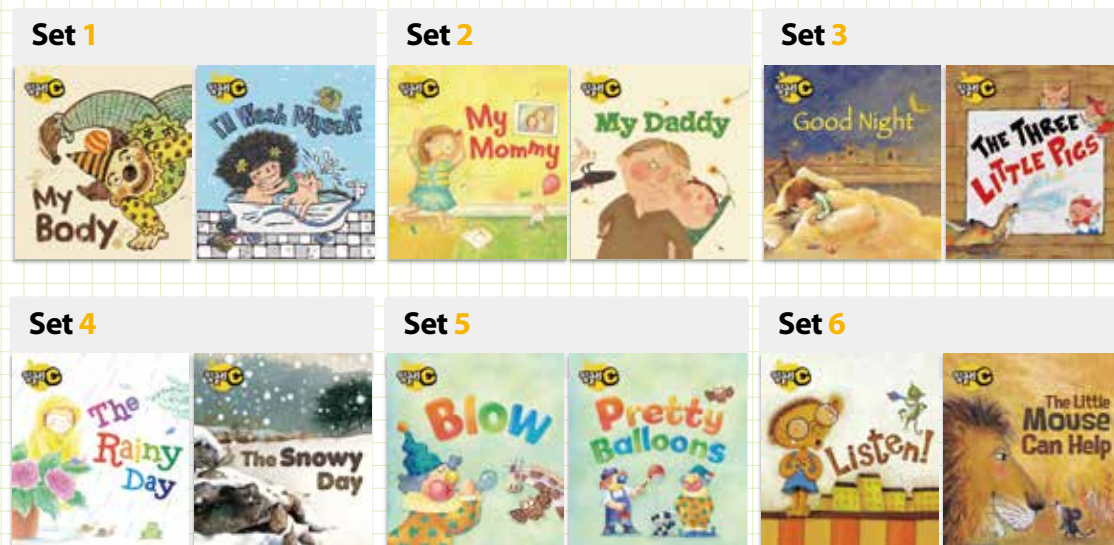 Set 1
My
Body
I'll Wash Myself
Set 2
My
Mommy
My Daddy
Set 3
Good Night
THE THREE
LITTLE PIGS
Set 4
The
Rainy
Day
The Snowy
Day
Set 5
Blow
Pretty
Balloons
Set 6
Listen!
The Little
Mouse
Can Help